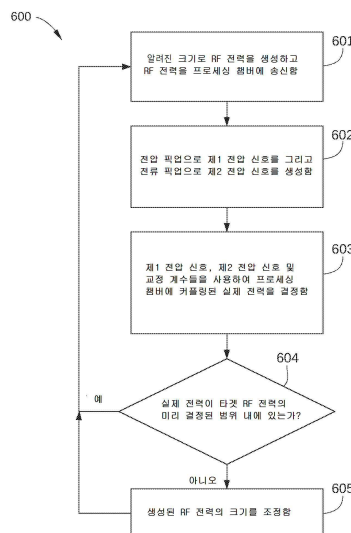 600
601
알려진 크기로 RF 전력을 생성하고
RF 전력을 프로세싱 챔버에 송신함
602
전압 픽업으로 제1 전압 신호를 그리고
전류 픽업으로 제2 전압 신호를 생성함
603
제1 전압 신호, 제2 전압 신호 및
교정 계수들을 사용하여 프로세싱
챔버에 커플링된 실제 전력을 결정함
604
예
실제 전력이 타겟 RF 전력의
미리 결정된 범위 내에 있는가?
아니오
605
생성된 RF 전력의 크기를 조정함